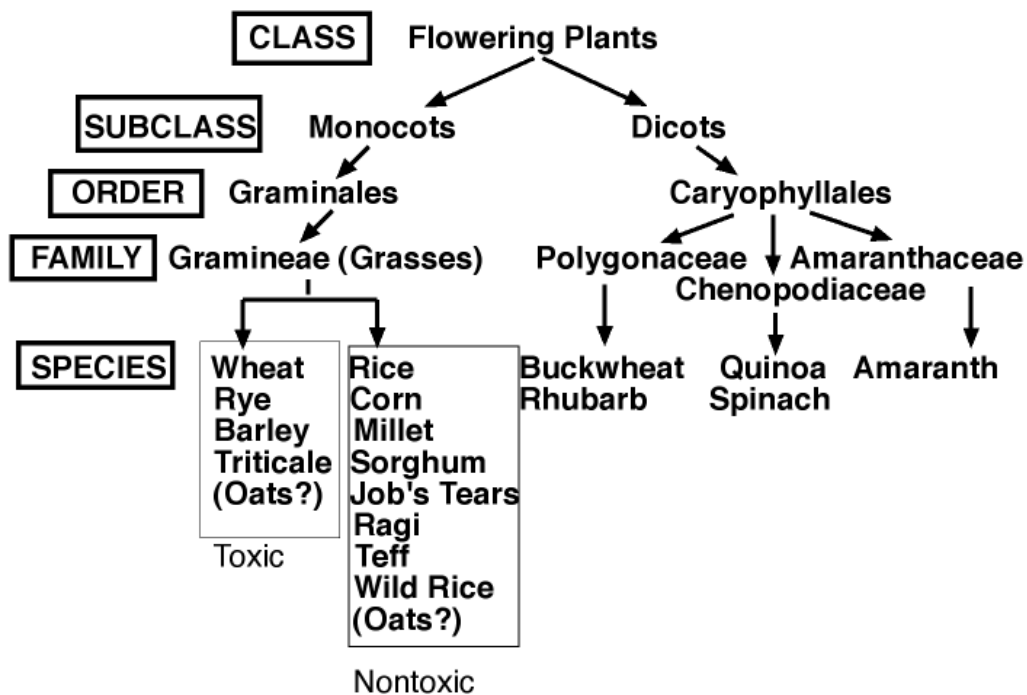 CLASS Flowering Plants
SUBCLASS Monocots Dicots
ORDER Graminales Caryophyllales
FAMILY Gramineae (Grasses) Polygonaceae Amaranthaceae
Chenopodiaceae
SPECIES Wheat Rice Buckwheat Quinoa Amaranth
Rye Corn Rhubarb Spinach
Barley Millet
Triticale Sorghum
(Oats?) Job's Tears
Ragi
Toxic Teff
Wild Rice
(Oats?)
Nontoxic